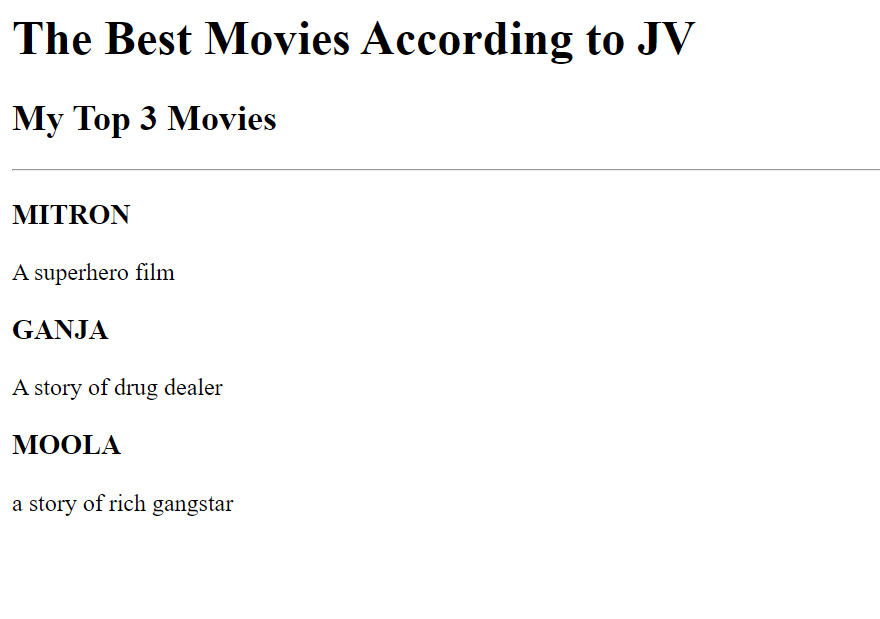 The Best Movies According to JV
My Top 3 Movies
MITRON
A superhero film
GANJA
A story of drug dealer
MOOLA
a story of rich gangstar